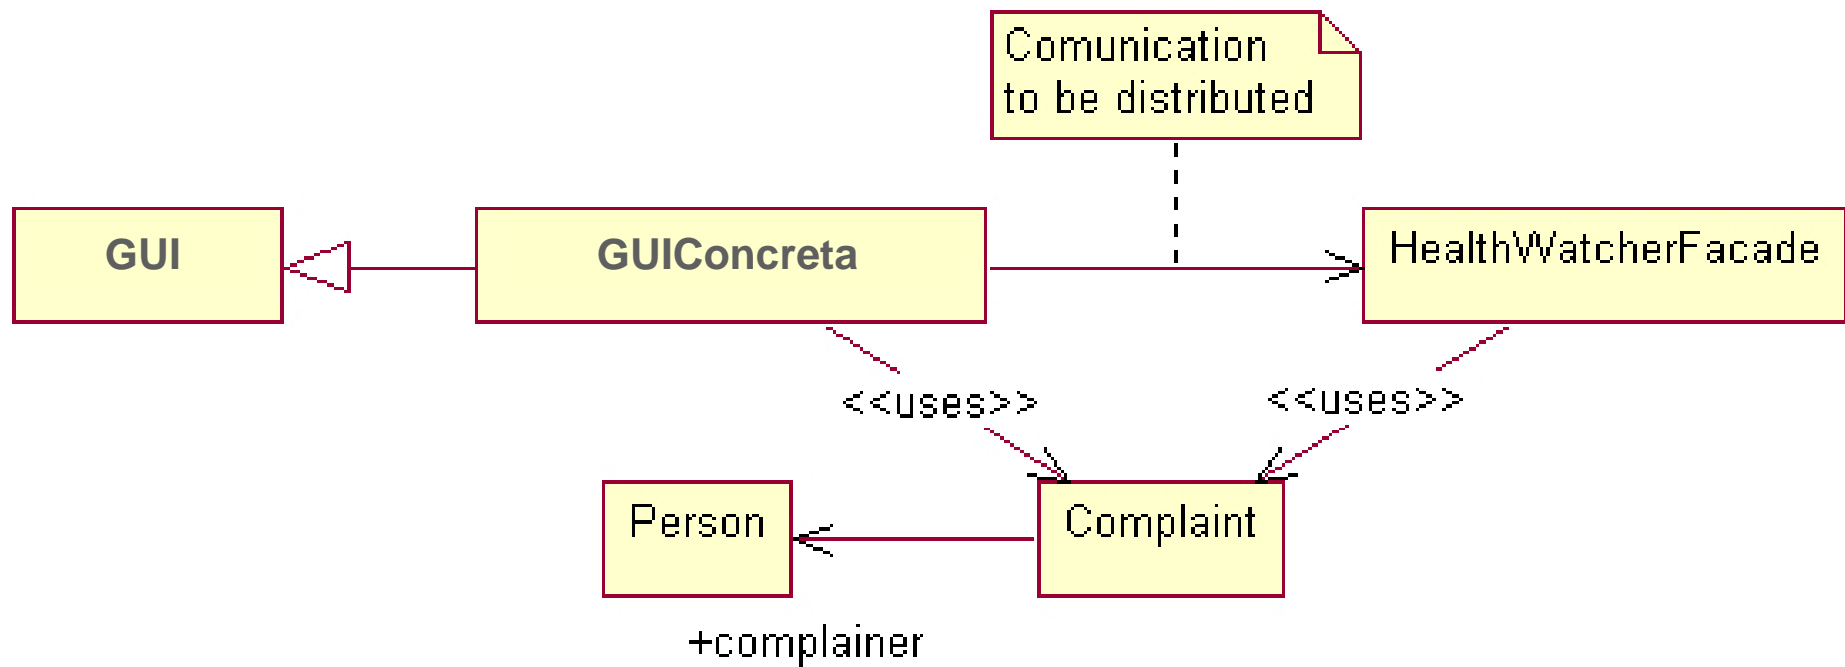 Comunication
to be distributed
GUI
GUIConcreta
HealthWatcherFacade
<<uses>>
<<uses>>
Person
Complaint
+complainer